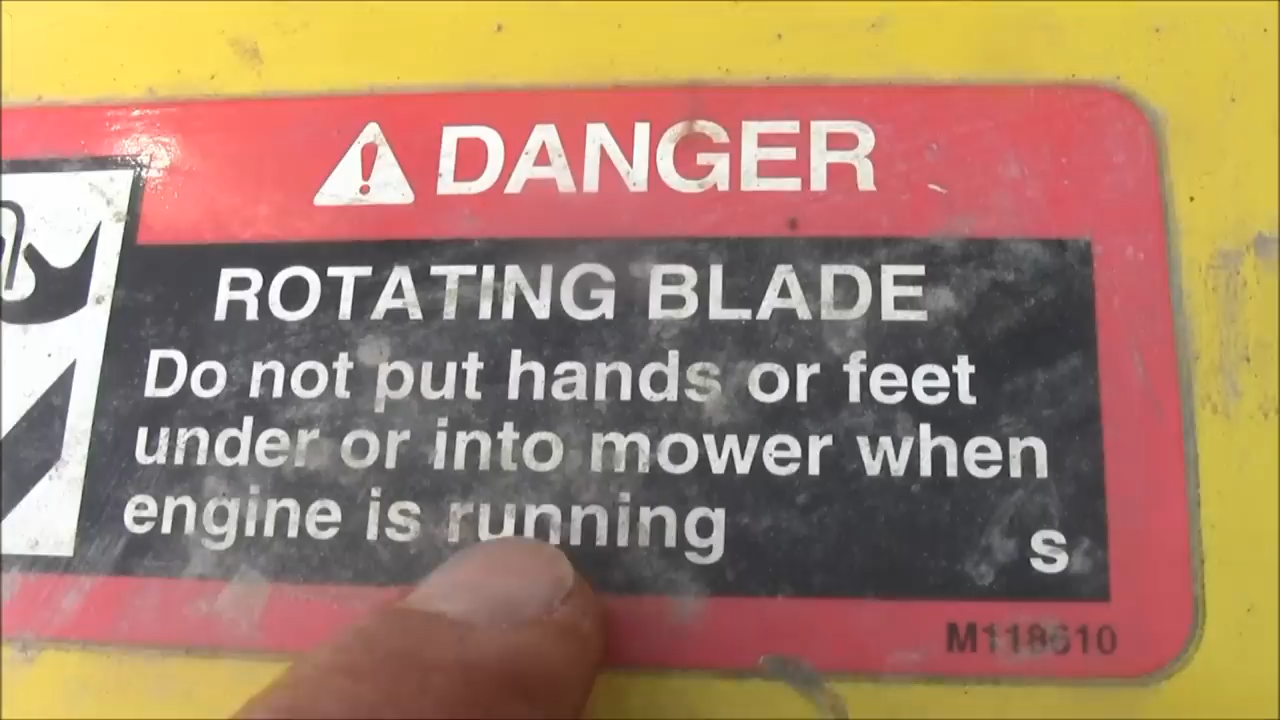 DANGER
ROTATING BLADE
Do not put hands or feet
under or into mower when
engine is running
s
M118610